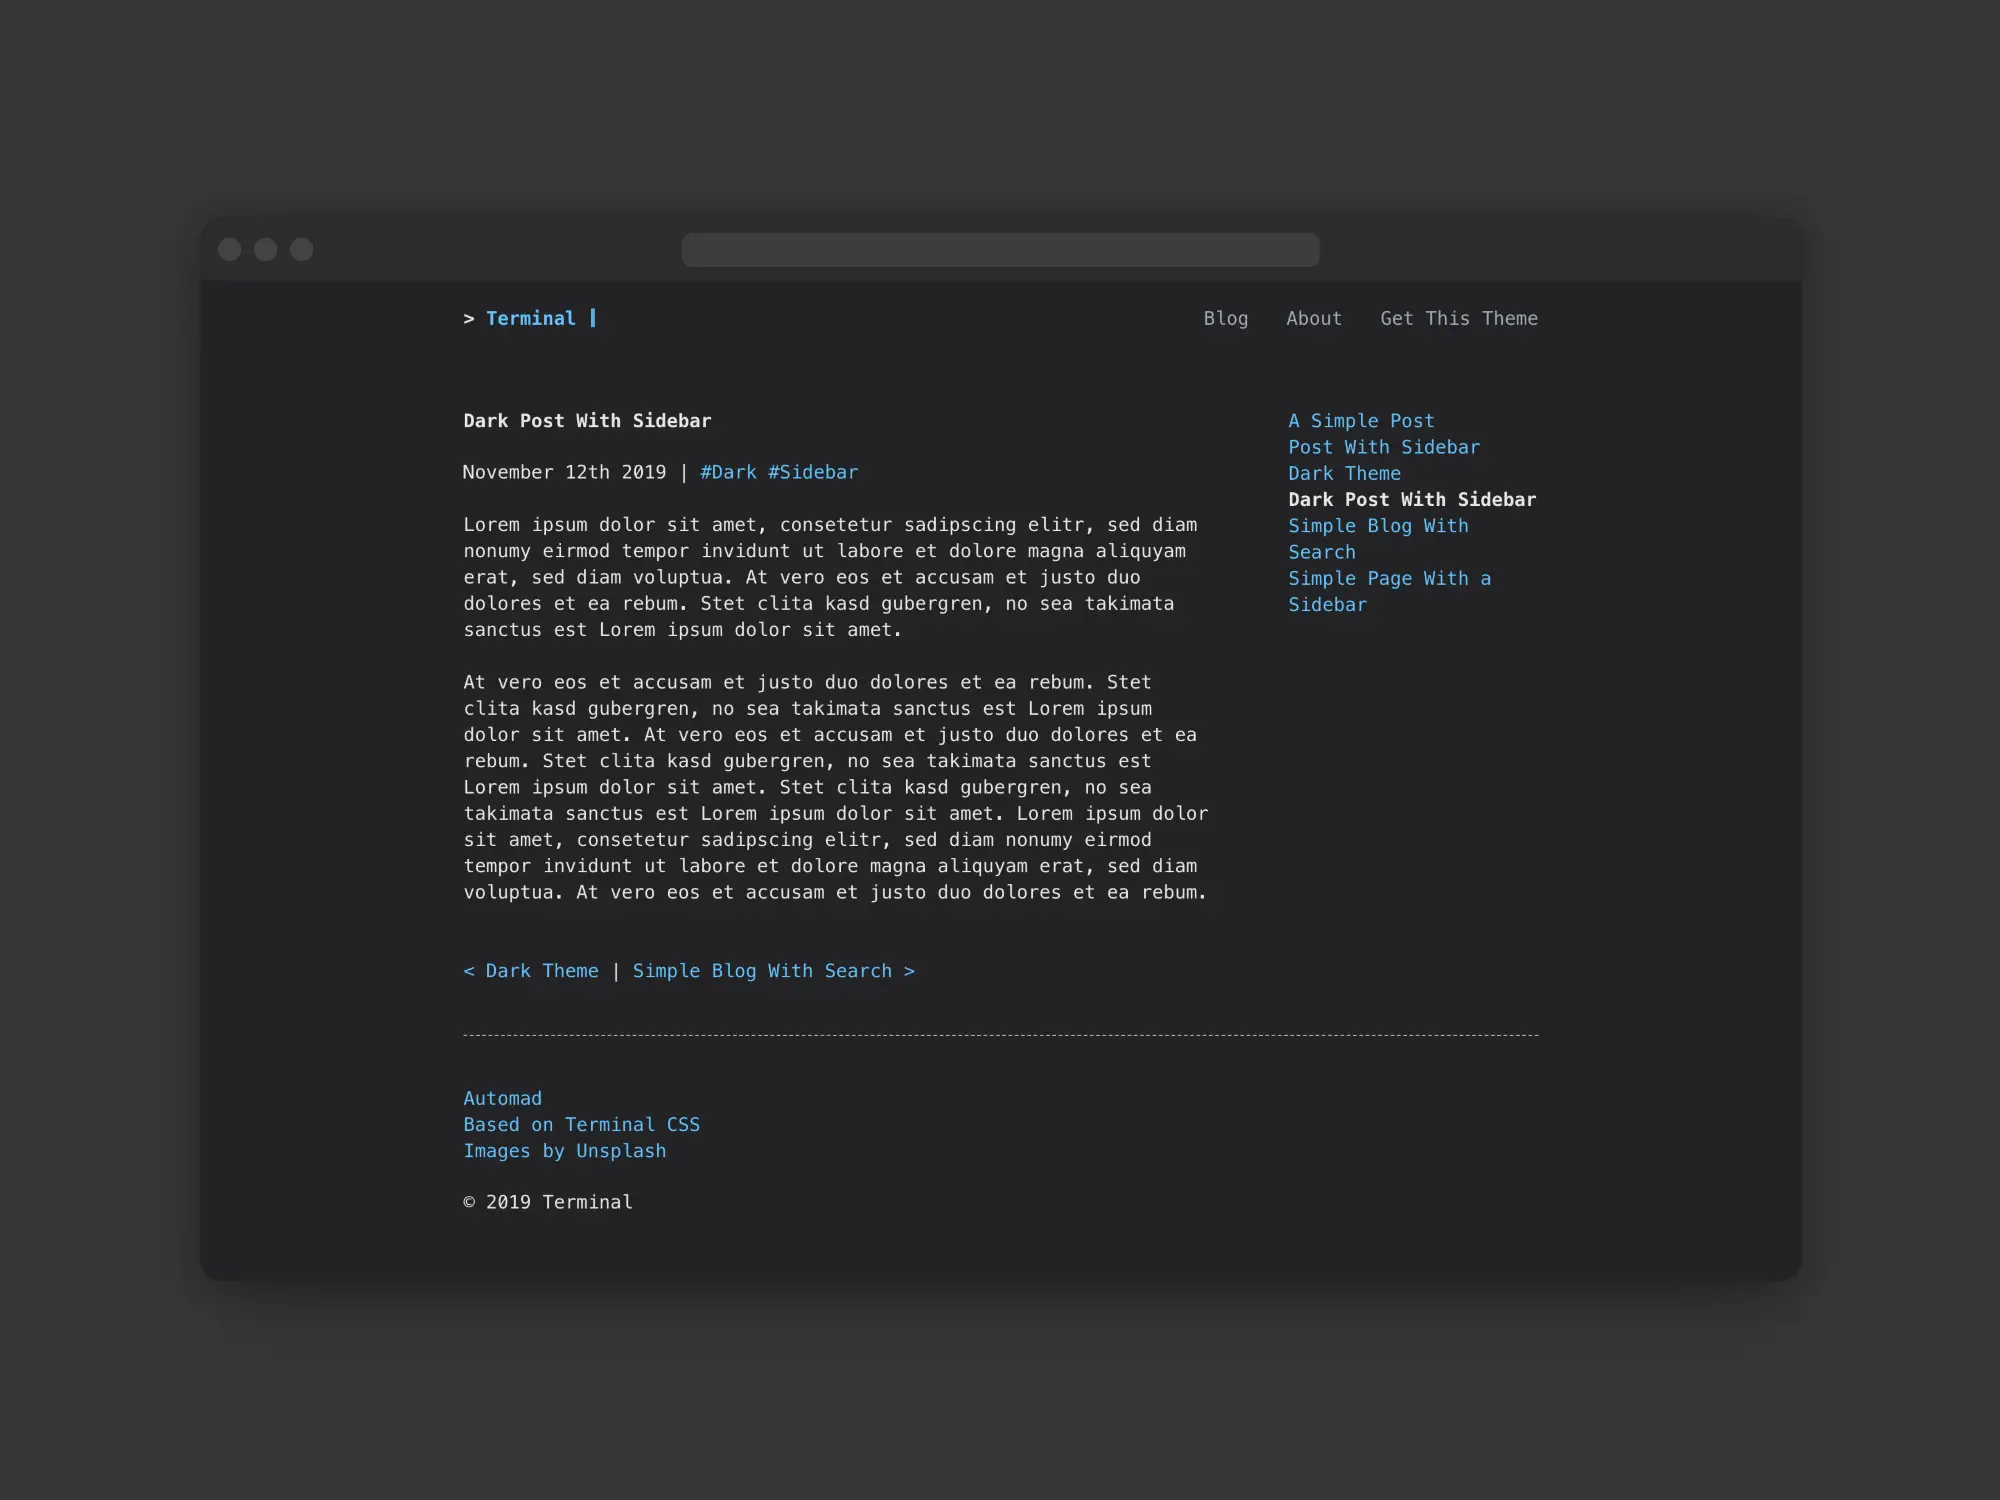 > Terminal
Blog About Get This Theme
Dark Post With Sidebar
November 12th 2019 | #Dark #Sidebar
Lorem ipsum dolor sit amet, consetetur sadipscing elitr, sed diam
nonumy eirmod tempor invidunt ut labore et dolore magna aliquyam
erat, sed diam voluptua. At vero eos et accusam et justo duo
dolores et ea rebum. Stet clita kasd gubergren, no sea takimata
sanctus est Lorem ipsum dolor sit amet.
At vero eos et accusam et justo duo dolores et ea rebum. Stet
clita kasd gubergren, no sea takimata sanctus est Lorem ipsum
dolor sit amet. At vero eos et accusam et justo duo dolores et ea
rebum. Stet clita kasd gubergren, no sea takimata sanctus est
Lorem ipsum dolor sit amet. Stet clita kasd gubergren, no sea
takimata sanctus est Lorem ipsum dolor sit amet. Lorem ipsum dolor
sit amet, consetetur sadipscing elitr, sed diam nonumy eirmod
tempor invidunt ut labore et dolore magna aliquyam erat, sed diam
voluptua. At vero eos et accusam et justo duo dolores et ea rebum.
< Dark Theme | Simple Blog With Search >
A Simple Post
Post With Sidebar
Dark Theme
Dark Post With Sidebar
Simple Blog With
Search
Simple Page With a
Sidebar
Automad
Based on Terminal CSS
Images by Unsplash
© 2019 Terminal